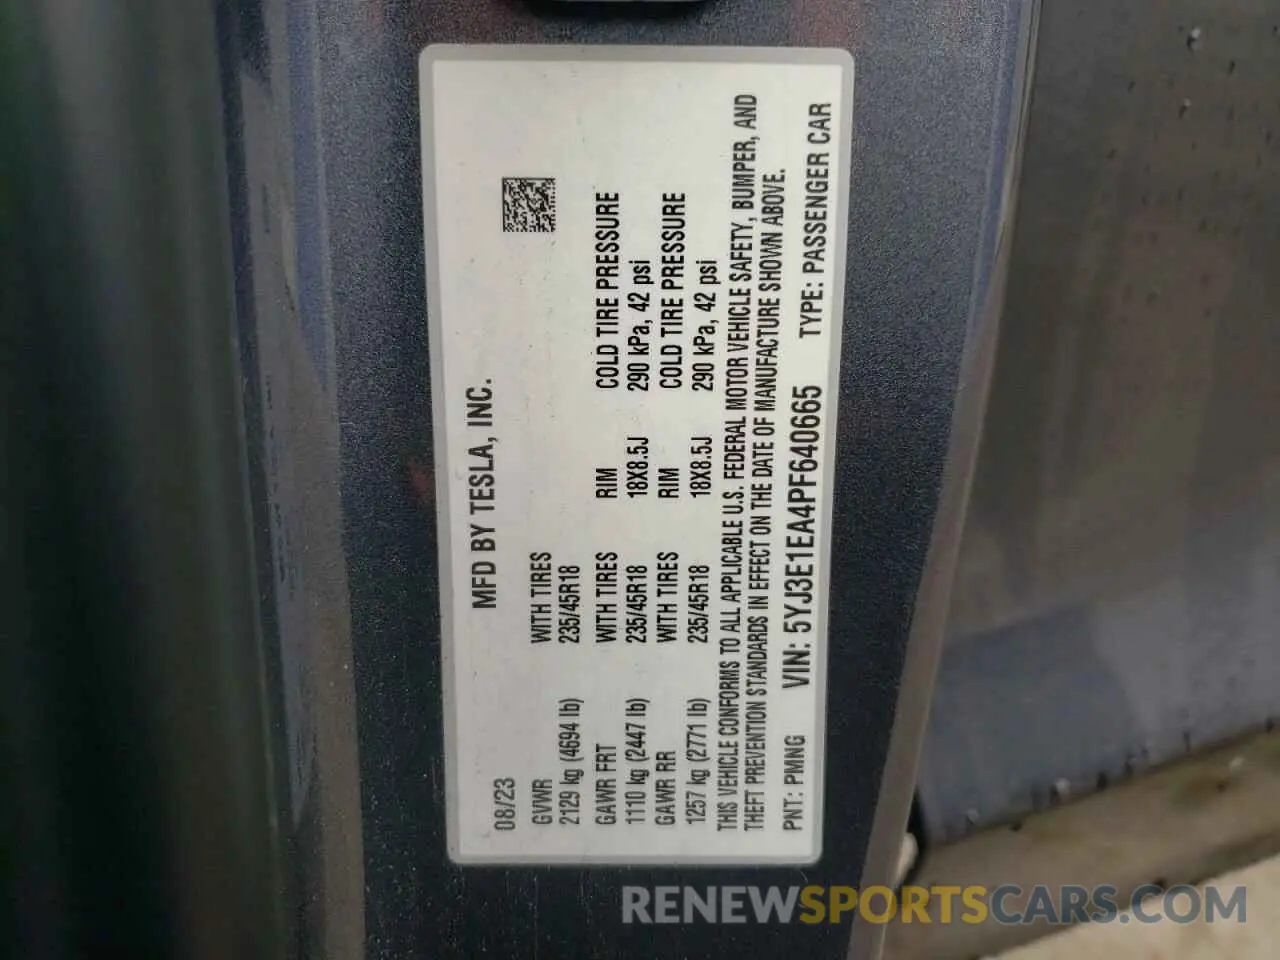 MFD BY TESLA, INC.
08/23
GVWR
2129 kg (4694 lb)
WITH TIRES
235/45R18
GAWR FRT WITH TIRES RIM COLD TIRE PRESSURE
1110 kg (2447 lb) 235/45R18 18X8.5J 290 kPa, 42 psi
GAWR RR WITH TIRES RIM COLD TIRE PRESSURE
1257 kg (2771 lb) 235/45R18 18X8.5J 290 kPa, 42 psi
THIS VEHICLE CONFORMS TO ALL APPLICABLE U.S. FEDERAL MOTOR VEHICLE SAFETY, BUMPER, AND
THEFT PREVENTION STANDARDS IN EFFECT ON THE DATE OF MANUFACTURE SHOWN ABOVE.
PNT: PMNG VIN: 5YJ3E1EA4PF640665 TYPE: PASSENGER CAR
RENEWSPORTSCARS.COM